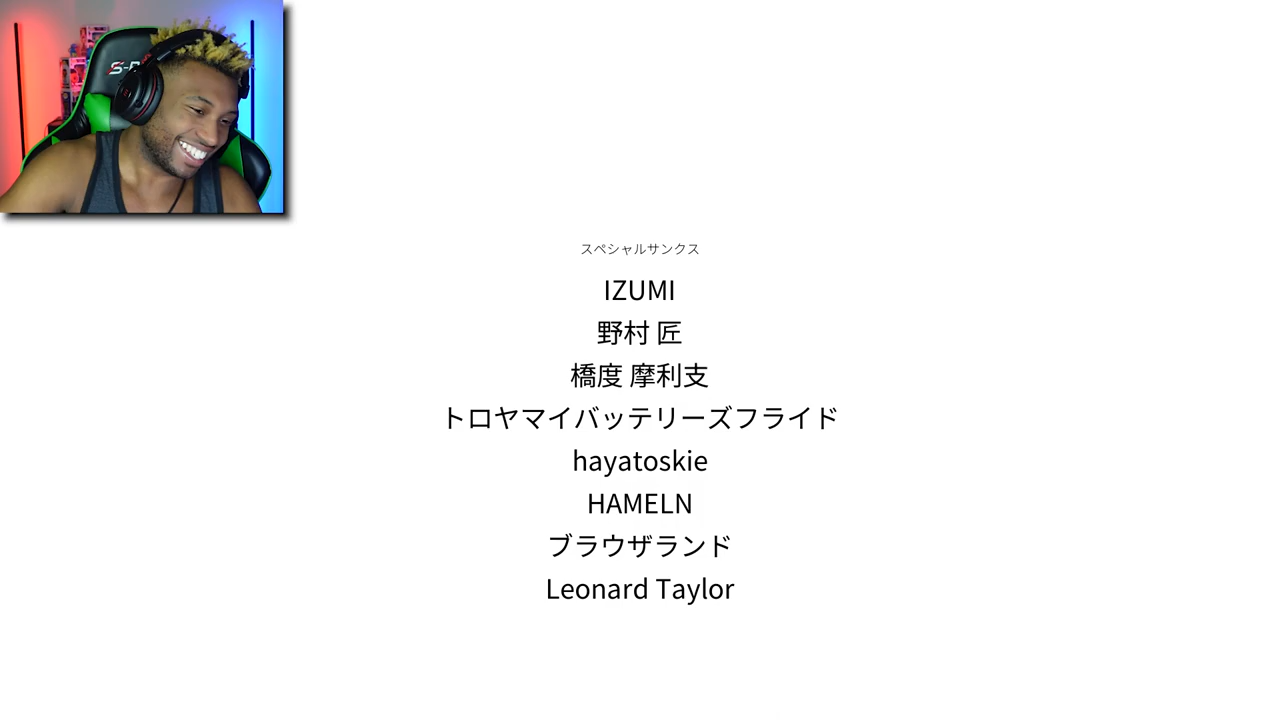 スペシャルサンクス
IZUMI
野村 匠
橋度 摩利支
トロヤマイバッテリーズフライド
hayatoskie
HAMELN
ブラウザランド
Leonard Taylor